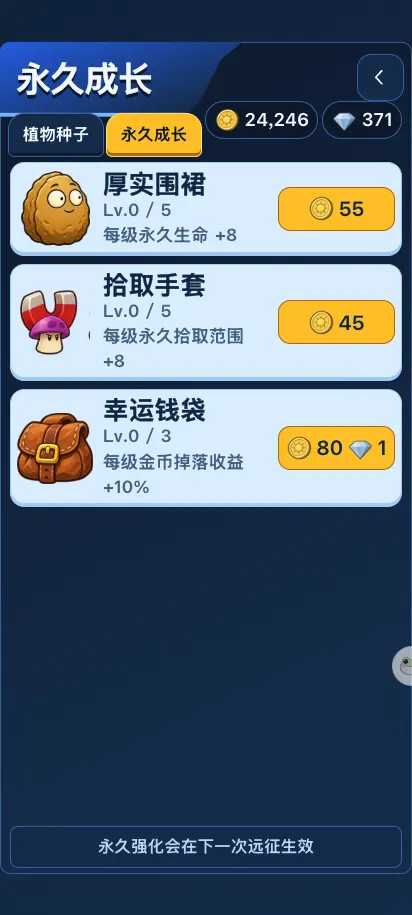 永久成长
植物种子
永久成长
24,246
371
厚实围裙
Lv.0 / 5
每级永久生命 +8
55
拾取手套
Lv.0 / 5
每级永久拾取范围
+8
45
幸运钱袋
Lv.0 / 3
每级金币掉落收益
+10%
80 1
永久强化会在下一次远征生效